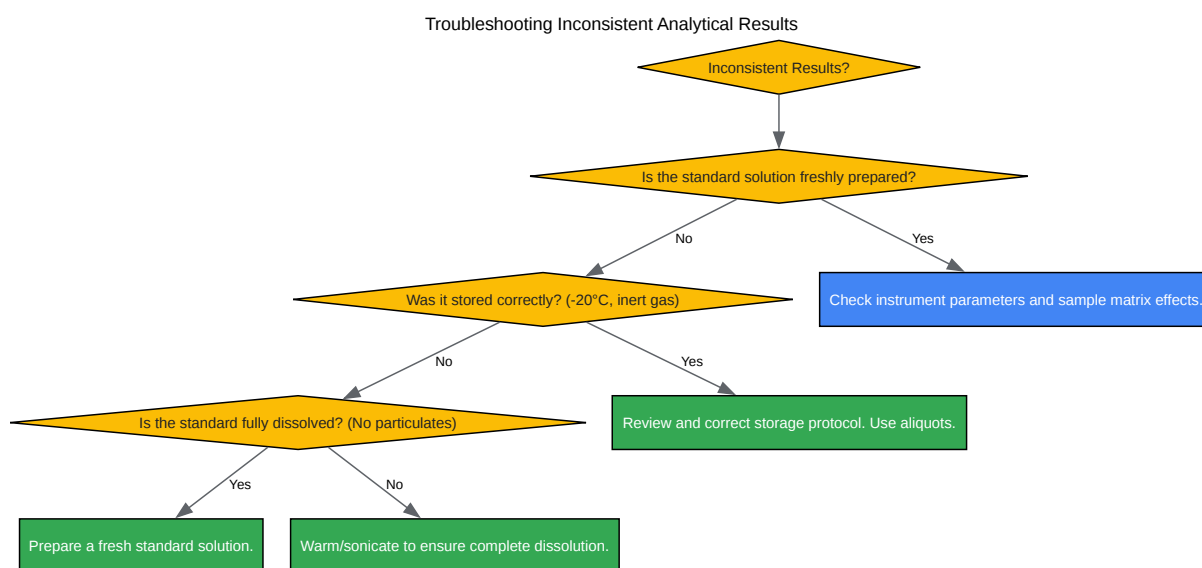 Troubleshooting Inconsistent Analytical Results
Inconsistent Results?
Is the standard solution freshly prepared?
No
Yes
Was it stored correctly? (-20°C, inert gas)
Check instrument parameters and sample matrix effects.
No
Yes
Is the standard fully dissolved? (No particulates)
Review and correct storage protocol. Use aliquots.
Yes
No
Prepare a fresh standard solution.
Warm/sonicate to ensure complete dissolution.